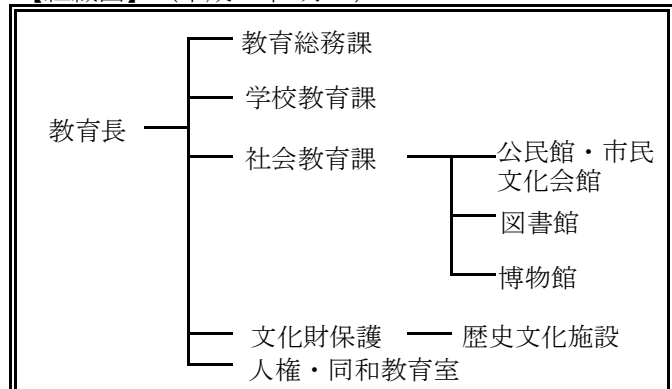 教育総務課
学校教育課
教育長
社会教育課
公民館・市民
文化会館
図書館
博物館
文化財保護
歴史文化施設
人権・同和教育室